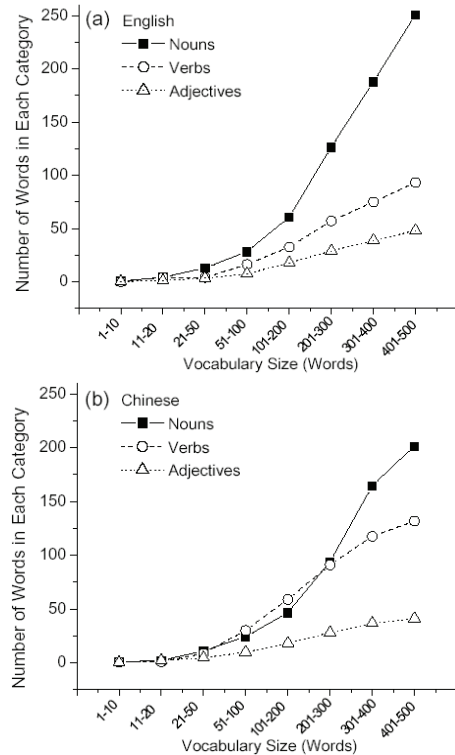 (a) English
Nouns
Verbs
Adjectives
Number of Words in Each Category
250
200
150
100
50
0
1-10
11-20
21-50
51-100
101-200
201-300
301-400
401-500
Vocabulary Size (Words)
(b) Chinese
Nouns
Verbs
Adjectives
Number of Words in Each Category
250
200
150
100
50
0
1-10
11-20
21-50
51-100
101-200
201-300
301-400
401-500
Vocabulary Size (Words)